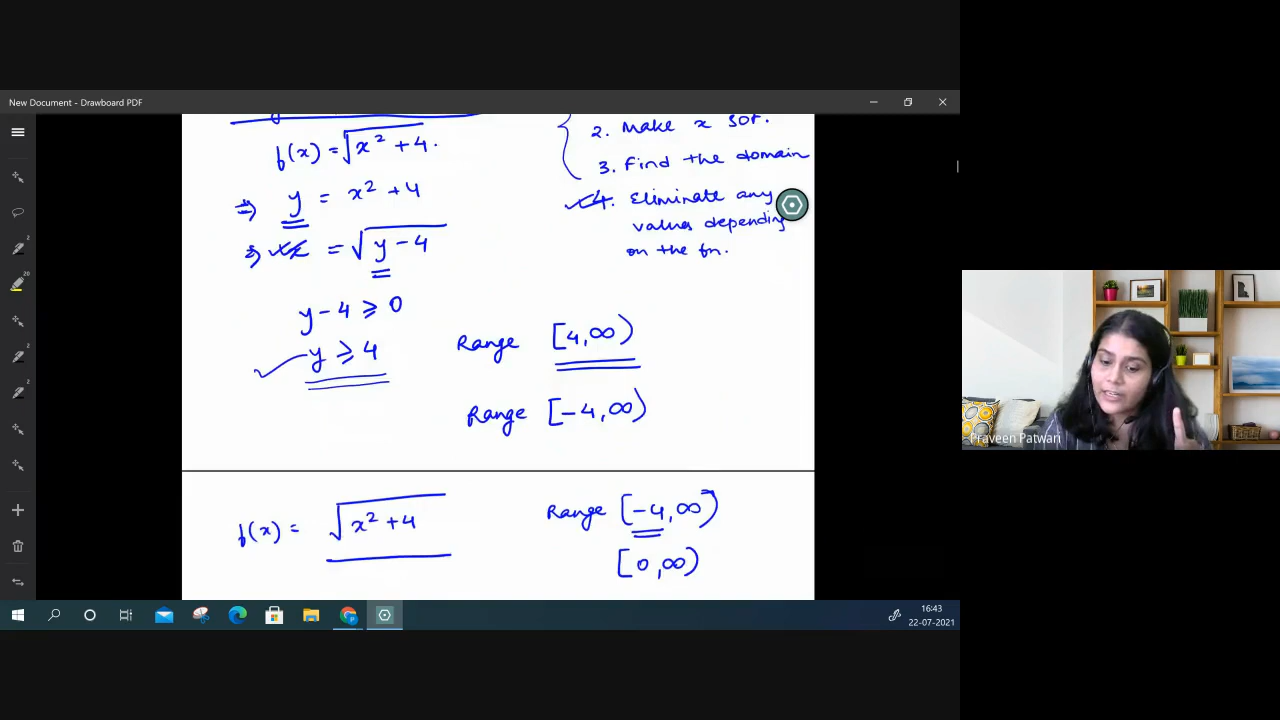 New Document - Drawboard PDF
f(x) = √x² + 4.
⇒ y = x² + 4
⇒ x = √y - 4
y - 4 ⩾ 0
y ⩾ 4
2. Make x
3. Find the domain
4. Eliminate any
values depending
on the fn.
Range [4,∞)
Range [-4,∞)
f(x) = √x² + 4
Range [-4,∞)
[0,∞)
Praveen Patwari
16:43
22-07-2021